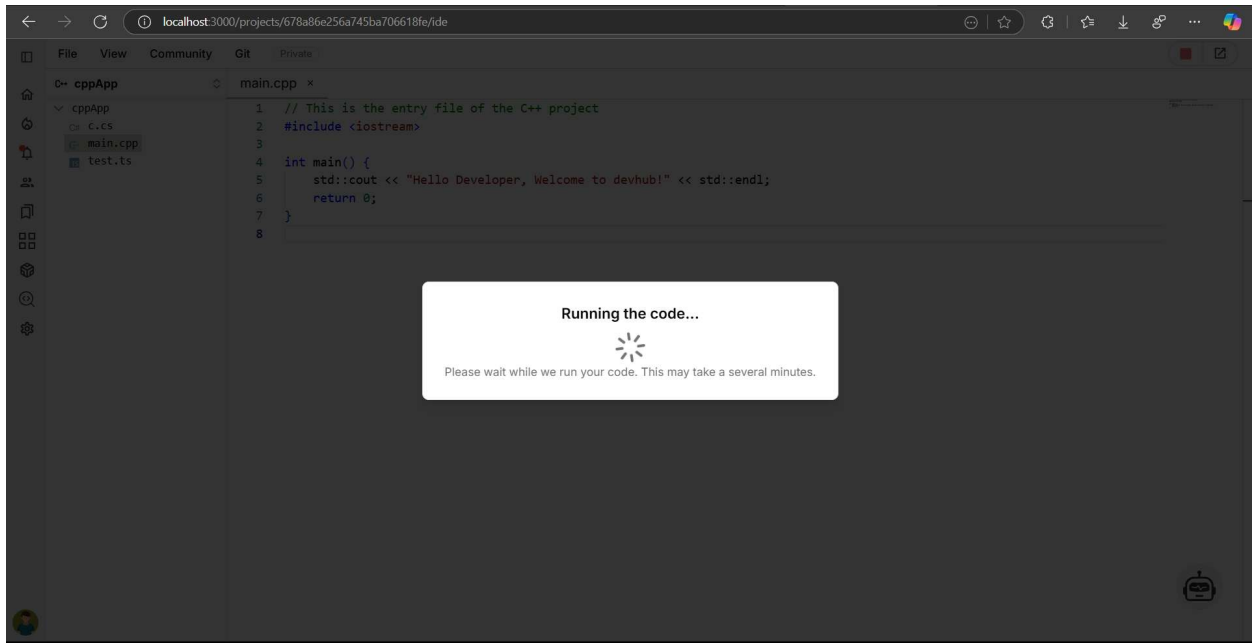 localhost:3000/projects/678a86e256a745ba706618fe/ide
File View Community Git Private
C++ cppApp
main.cpp ×
cppApp
c.cs
main.cpp
test.ts
1 // This is the entry file of the C++ project
2 #include <iostream>
3
4 int main() {
5 std::cout << "Hello Developer, Welcome to devhub!" << std::endl;
6 return 0;
7 }
8
Running the code...
Please wait while we run your code. This may take a several minutes.